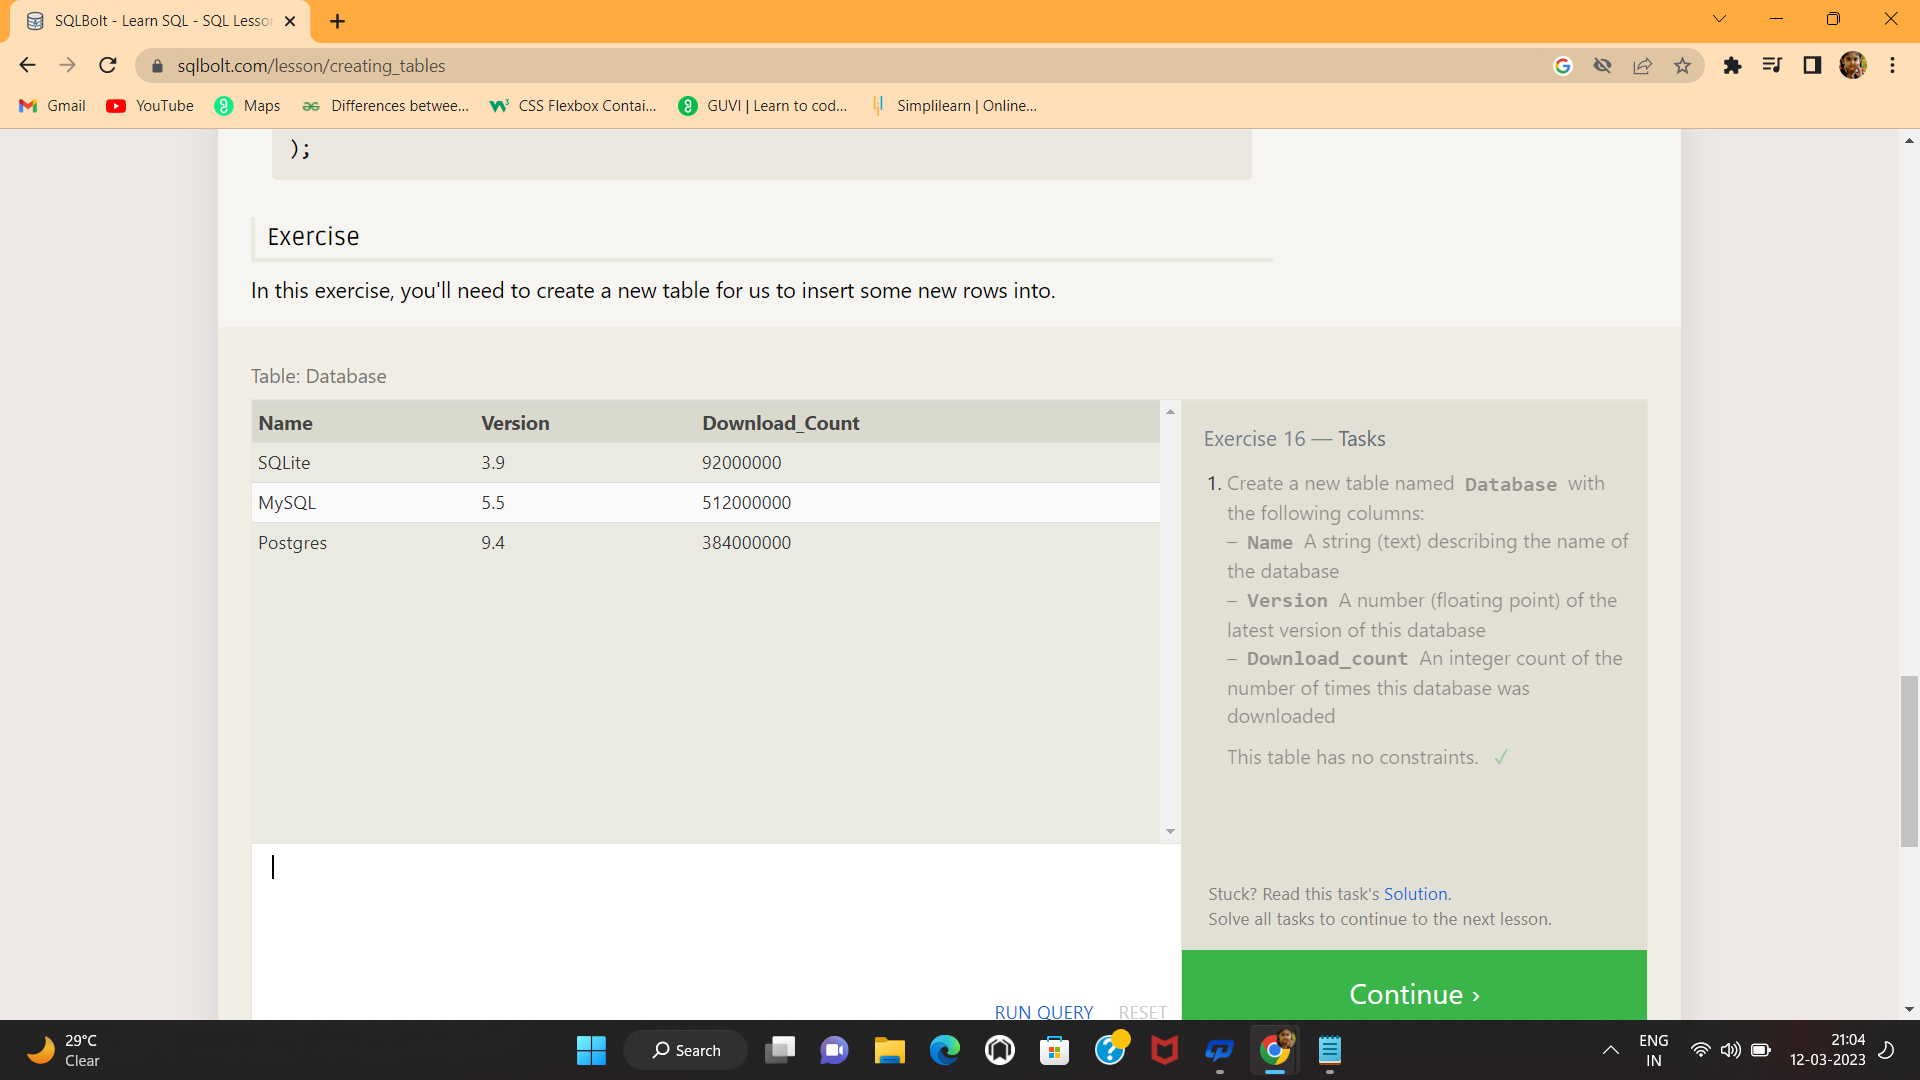 SQLBolt - Learn SQL - SQL Lesso
sqlbolt.com/lesson/creating_tables
Gmail
YouTube
Maps
Differences betwee...
CSS Flexbox Contai...
GUVI | Learn to cod...
Simplilearn | Online...
);
Exercise
In this exercise, you'll need to create a new table for us to insert some new rows into.
Table: Database
Name Version Download_Count
SQLite 3.9 92000000
MySQL 5.5 512000000
Postgres 9.4 384000000
Exercise 16 — Tasks
1. Create a new table named Database with
the following columns:
– Name A string (text) describing the name of
the database
– Version A number (floating point) of the
latest version of this database
– Download_count An integer count of the
number of times this database was
downloaded
This table has no constraints. ✓
Stuck? Read this task's Solution.
Solve all tasks to continue to the next lesson.
RUN QUERY RESET
Continue ›
29°C
Clear
Search
ENG
IN
21:04
12-03-2023